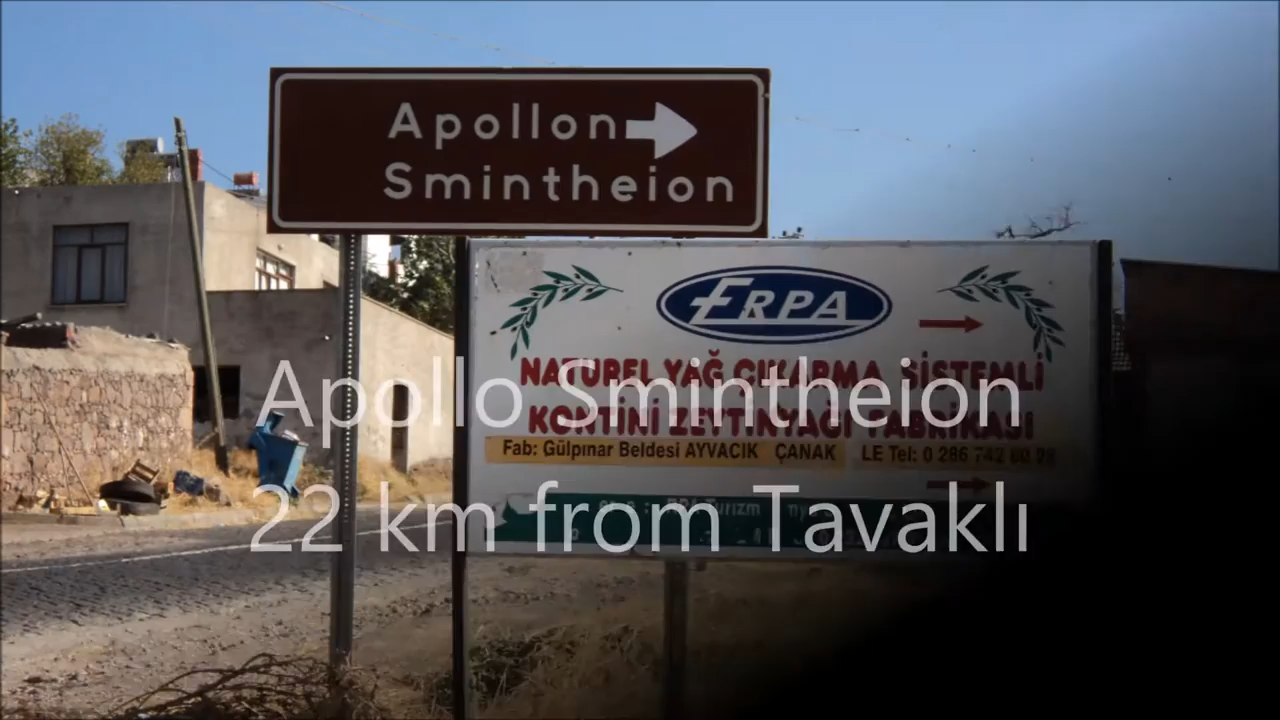 Apollon
Smintheion
ERPA
NATUREL YAĞ ÇIKARMA SİSTEMLİ
KONTİNİ ZEYTİNYAĞI FABRİKASI
Fab: Gülpınar Beldesi AYVACIK ÇANAK
LE Tel: 0 286 742 60
Turizm
Apollo Smintheion
22 km from Tavaklı